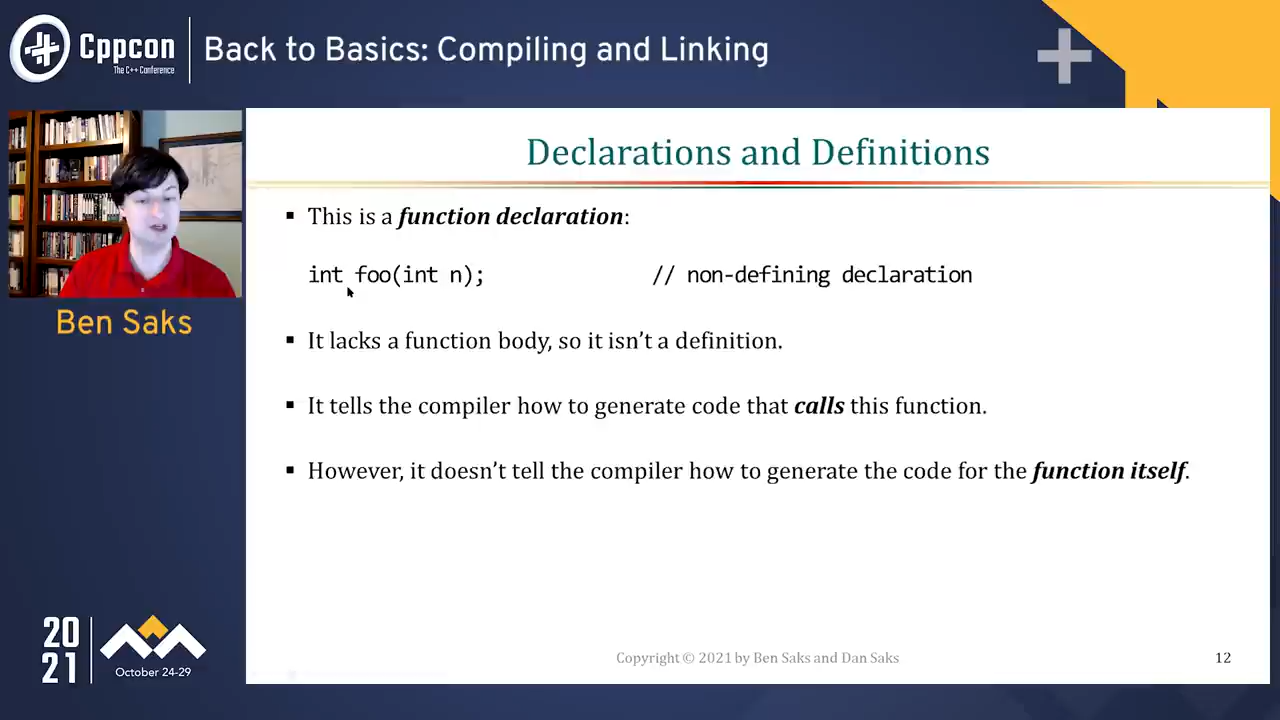 Cppcon
The C++ Conference
Back to Basics: Compiling and Linking
Declarations and Definitions
▪ This is a function declaration:
int foo(int n); // non-defining declaration
▪ It lacks a function body, so it isn’t a definition.
▪ It tells the compiler how to generate code that calls this function.
▪ However, it doesn’t tell the compiler how to generate the code for the function itself.
Ben Saks
20
21
October 24-29
Copyright © 2021 by Ben Saks and Dan Saks
12